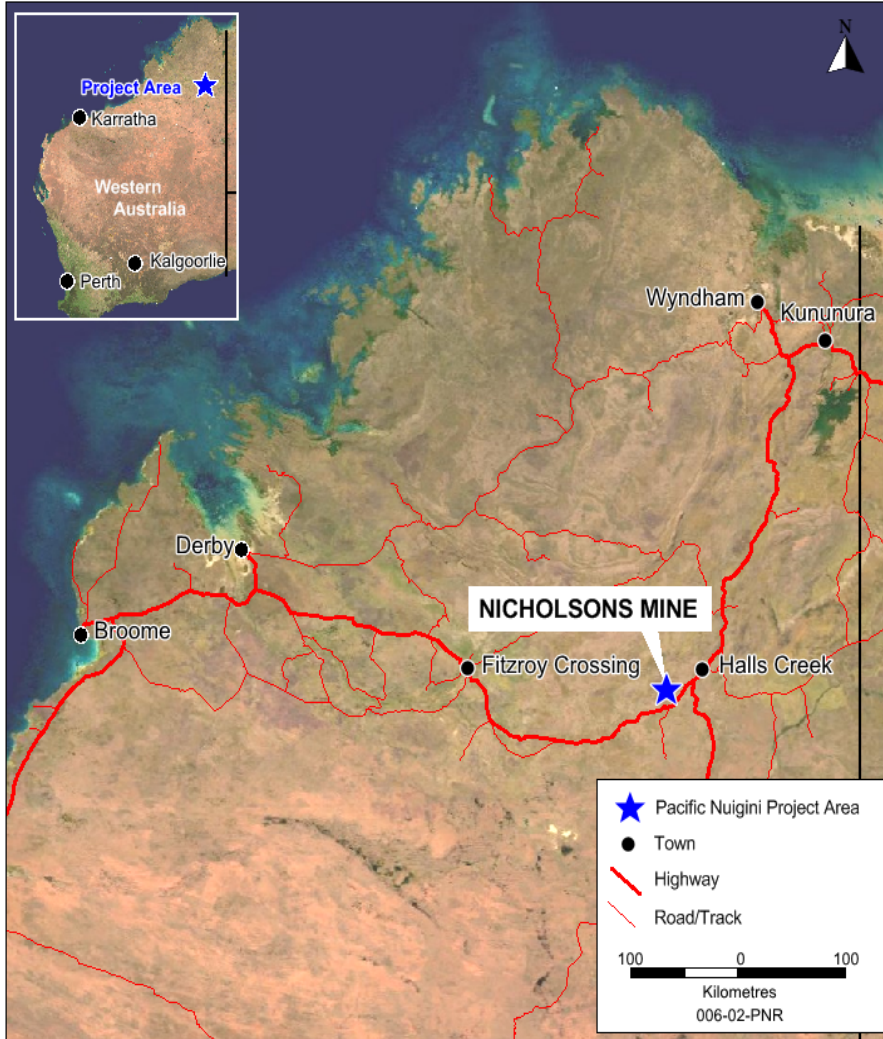 N
Project Area
Karratha
Western
Australia
Kalgoorlie
Perth
Wyndham
Kununura
Derby
NICHOLSONS MINE
Broome
Fitzroy Crossing
Halls Creek
Pacific Nuigini Project Area
Town
Highway
Road/Track
100 0 100
Kilometres
006-02-PNR